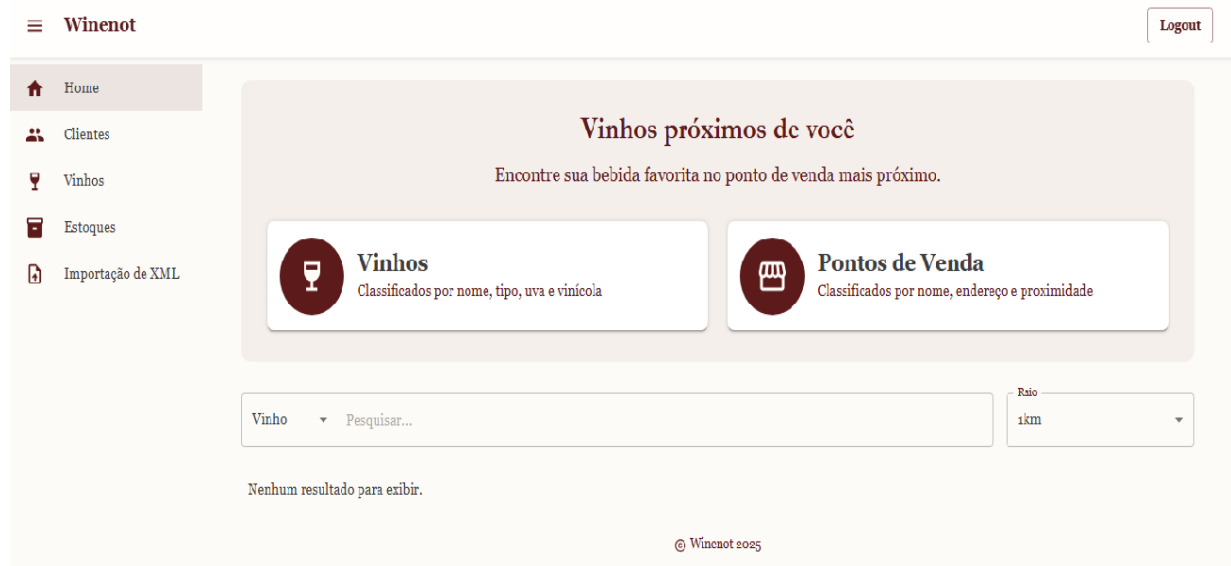 Winenot
Logout
Home
Clientes
Vinhos
Estoques
Importação de XML
Vinhos próximos de você
Encontre sua bebida favorita no ponto de venda mais próximo.
Vinhos
Classificados por nome, tipo, uva e vinícola
Pontos de Venda
Classificados por nome, endereço e proximidade
Vinho
Pesquisar...
Raio
1km
Nenhum resultado para exibir.
© Winenot 2025